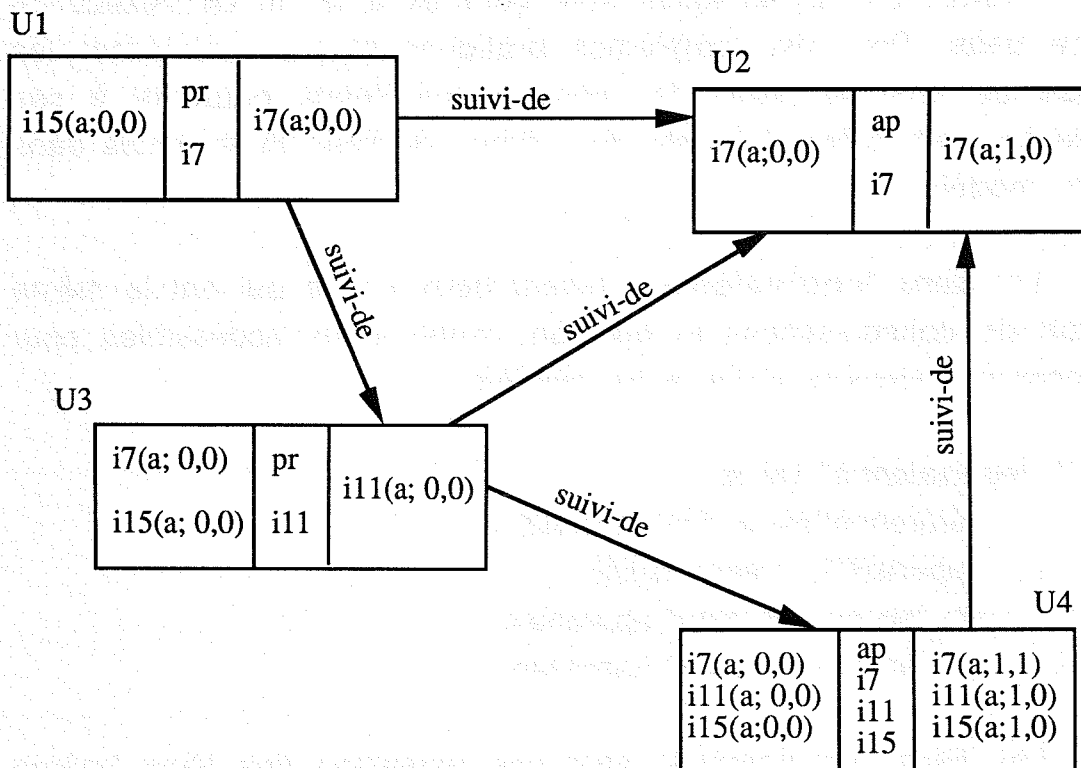 U1
i15(a;0,0)
pr
i7
i7(a;0,0)
suivi-de
U2
i7(a;0,0)
ap
i7
i7(a;1,0)
suivi-de
suivi-de
suivi-de
U3
i7(a; 0,0)
i15(a; 0,0)
pr
i11
i11(a; 0,0)
suivi-de
U4
i7(a; 0,0)
i11(a; 0,0)
i15(a;0,0)
ap
i7
i11
i15
i7(a;1,1)
i11(a;1,0)
i15(a;1,0)